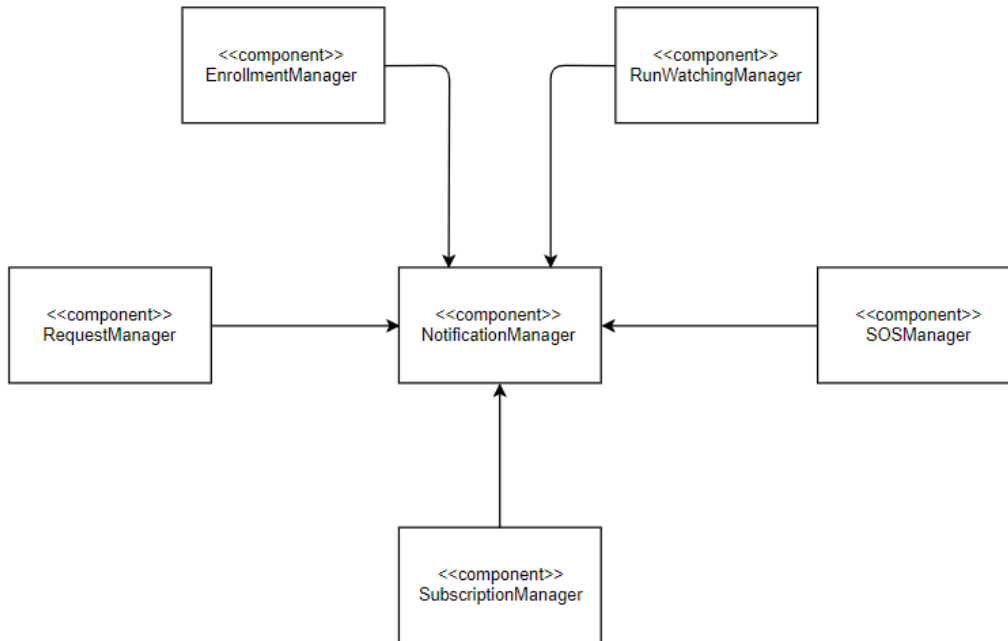 <<component>>
EnrollmentManager
<<component>>
RunWatchingManager
<<component>>
RequestManager
<<component>>
NotificationManager
<<component>>
SOSManager
<<component>>
SubscriptionManager